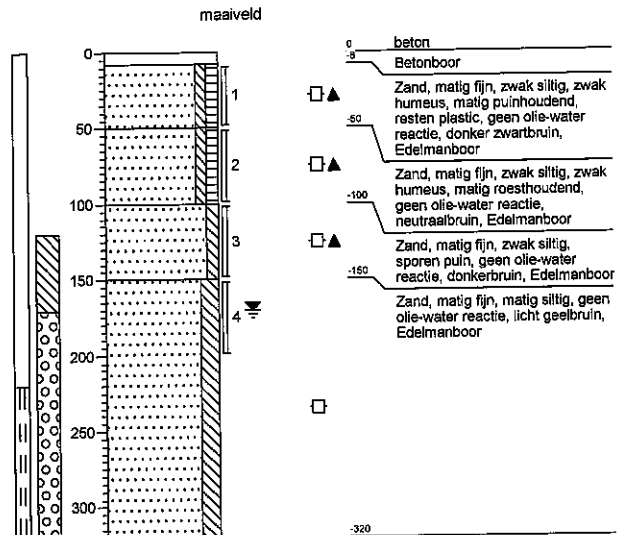 maaiveld
0
50
100
150
200
250
300
1
2
3
4
0 beton
-8
Betonboor
Zand, matig fijn, zwak siltig, zwak
humeus, matig puinhoudend,
resten plastic, geen olie-water
reactie, donker zwartbruin,
Edelmanboor
-50
Zand, matig fijn, zwak siltig, zwak
humeus, matig roesthoudend,
geen olie-water reactie,
neutraalbruin, Edelmanboor
-100
Zand, matig fijn, zwak siltig,
sporen puin, geen olie-water
reactie, donkerbruin, Edelmanboor
-150
Zand, matig fijn, matig siltig, geen
olie-water reactie, licht geelbruin,
Edelmanboor
-320